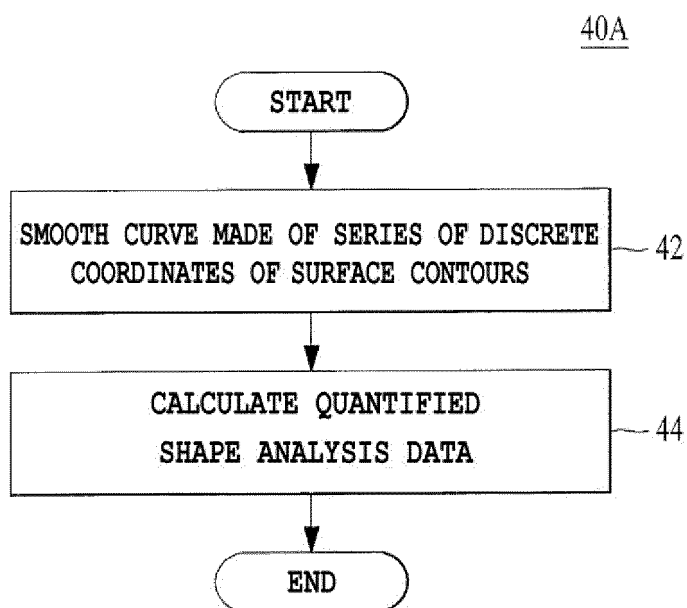 40A
START
SMOOTH CURVE MADE OF SERIES OF DISCRETE
COORDINATES OF SURFACE CONTOURS
42
CALCULATE QUANTIFIED
SHAPE ANALYSIS DATA
44
END